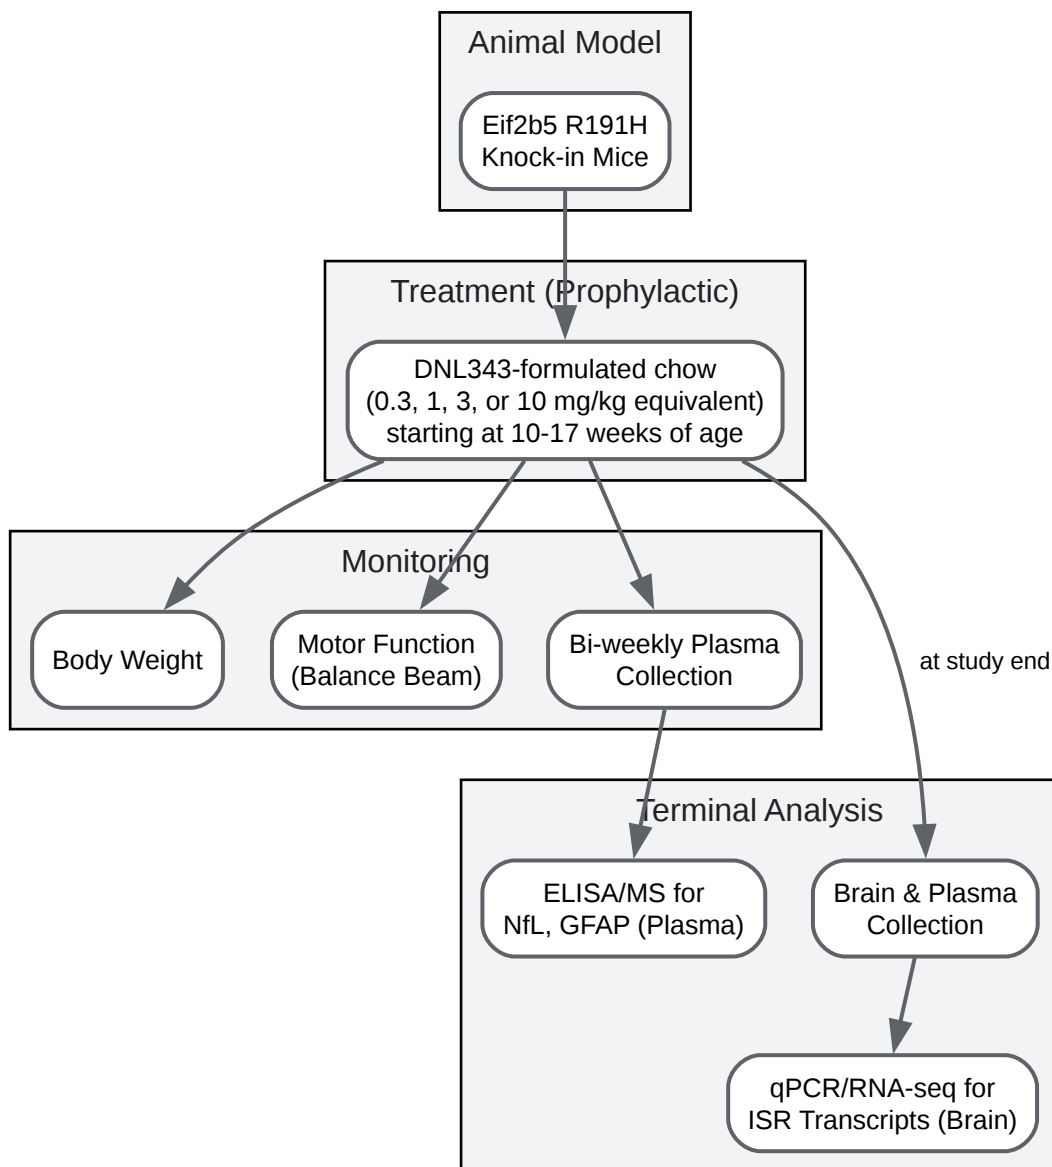 Animal Model
Eif2b5 R191H
Knock-in Mice
Treatment (Prophylactic)
DNL343-formulated chow
(0.3, 1, 3, or 10 mg/kg equivalent)
starting at 10-17 weeks of age
Monitoring
Body Weight
Motor Function
(Balance Beam)
Bi-weekly Plasma
Collection
at study end
Terminal Analysis
ELISA/MS for
NfL, GFAP (Plasma)
Brain & Plasma
Collection
qPCR/RNA-seq for
ISR Transcripts (Brain)